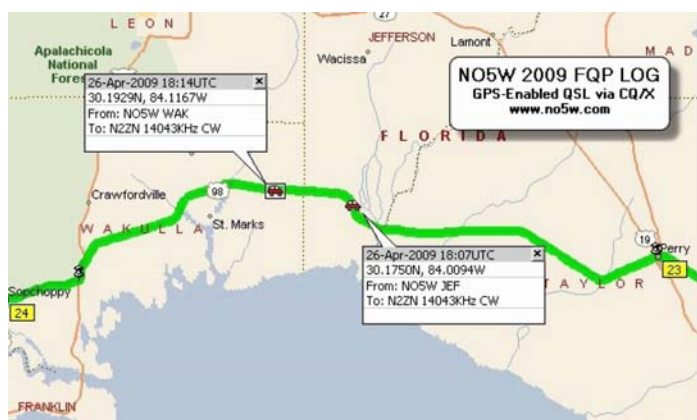 LEON
27
JEFFERSON
Lamont
Apalachicola
National
Fores
Wacissa
MAD
NO5W 2009 FQP LOG
GPS-Enabled QSL via CQ/X
www.no5w.com
26-Apr-2009 18:14UTC
30.1929N, 84.1167W
From: NO5W WAK
To: N2ZN 14043KHz CW
FLORIDA
Crawfordville
98
St. Marks
WAKULLA
19
Perry
23
26-Apr-2009 18:07UTC
30.1750N, 84.0094W
From: NO5W JEF
To: N2ZN 14043KHz CW
TAYLOR
Sopchoppy
24
FRANKLIN